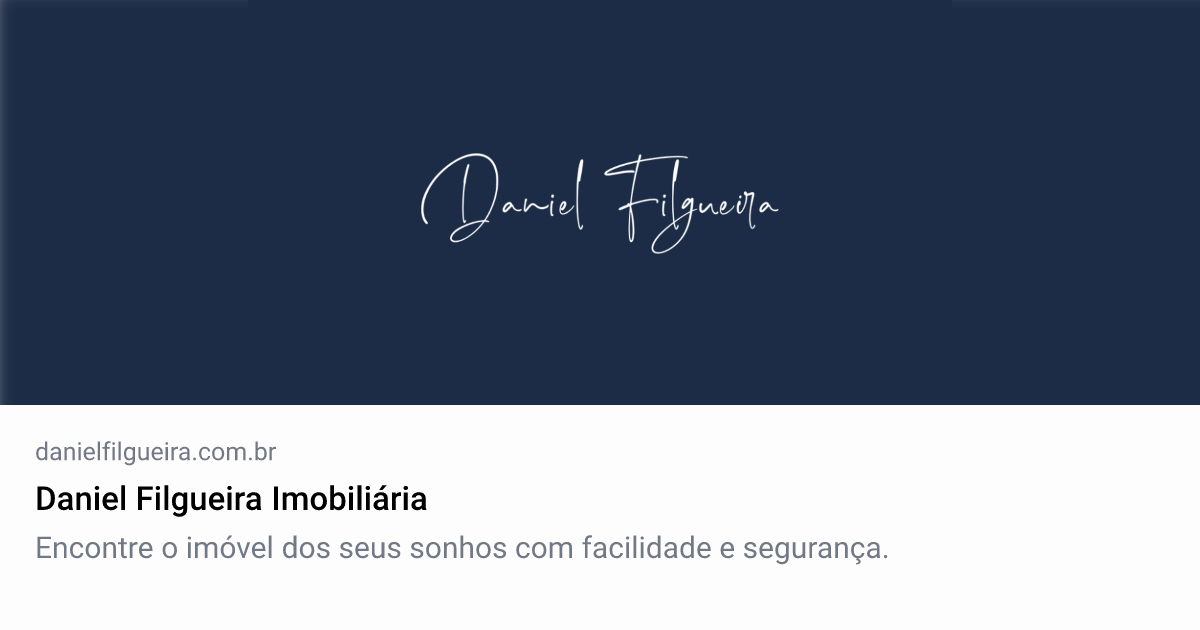 Daniel Filgueira
danielfilgueira.com.br
Daniel Filgueira Imobiliária
Encontre o imóvel dos seus sonhos com facilidade e segurança.